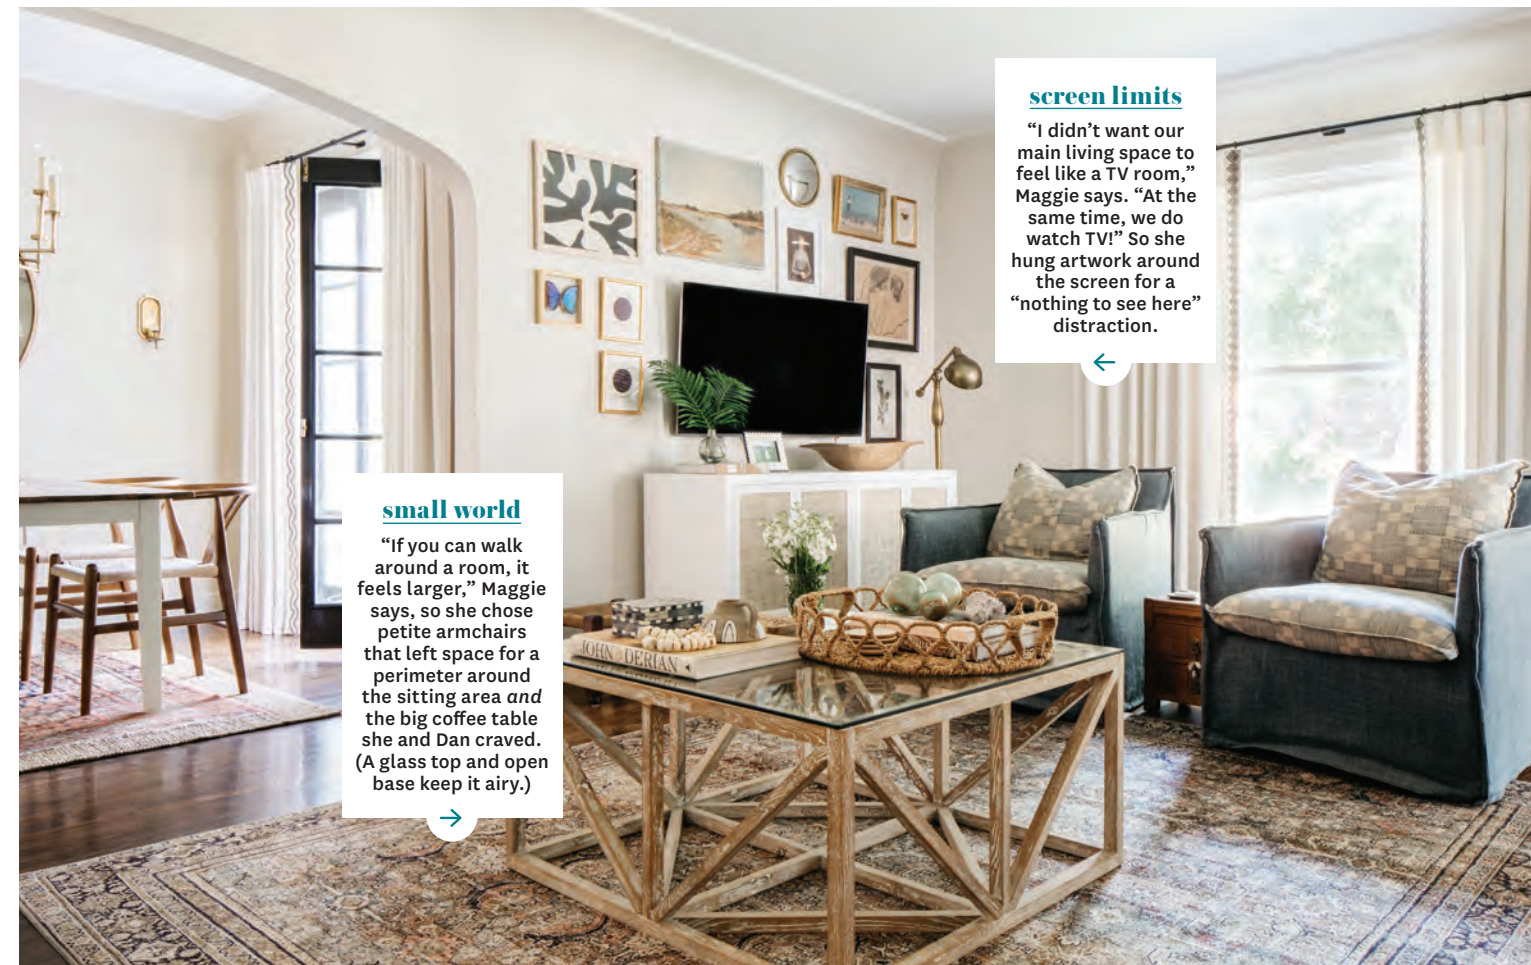 screen limits
“I didn’t want our
main living space to
feel like a TV room,”
Maggie says. “At the
same time, we do
watch TV!” So she
hung artwork around
the screen for a
“nothing to see here”
distraction.
small world
“If you can walk
around a room, it
feels larger,” Maggie
says, so she chose
petite armchairs
that left space for a
perimeter around
the sitting area and
the big coffee table
she and Dan craved.
(A glass top and open
base keep it airy.)
JOHN DERIAN